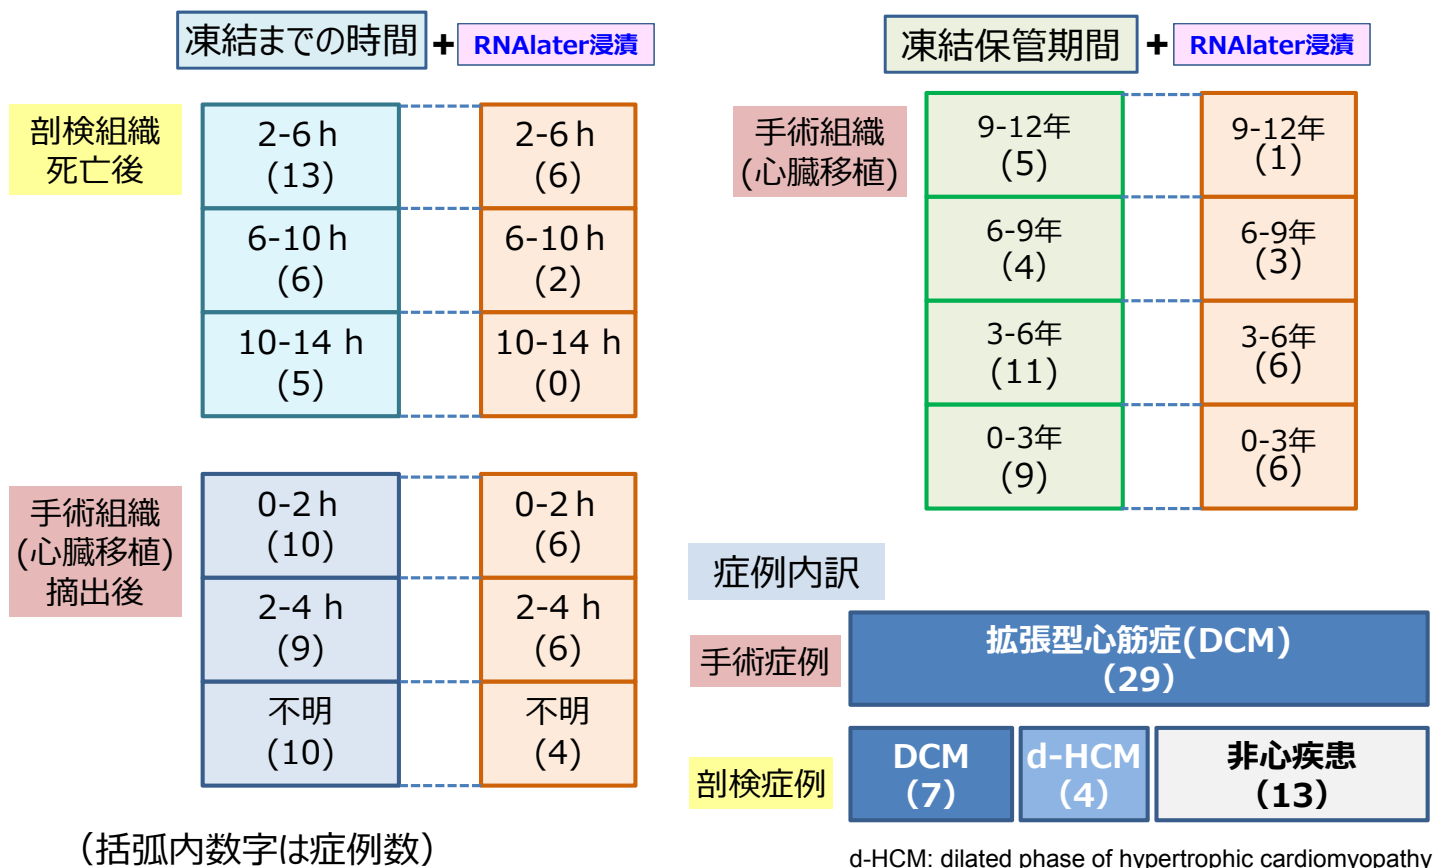 凍結までの時間 + RNAlater浸漬
剖検組織
死亡後
2-6 h
(13)
2-6 h
(6)
6-10 h
(6)
6-10 h
(2)
10-14 h
(5)
10-14 h
(0)
手術組織
(心臓移植)
摘出後
0-2 h
(10)
0-2 h
(6)
2-4 h
(9)
2-4 h
(6)
不明
(10)
不明
(4)
（括弧内数字は症例数）
凍結保管期間 + RNAlater浸漬
手術組織
(心臓移植)
9-12年
(5)
9-12年
(1)
6-9年
(4)
6-9年
(3)
3-6年
(11)
3-6年
(6)
0-3年
(9)
0-3年
(6)
症例内訳
手術症例
拡張型心筋症(DCM)
（29）
剖検症例
DCM
（7）
d-HCM
（4）
非心疾患
（13）
d-HCM: dilated phase of hypertrophic cardiomyopathy